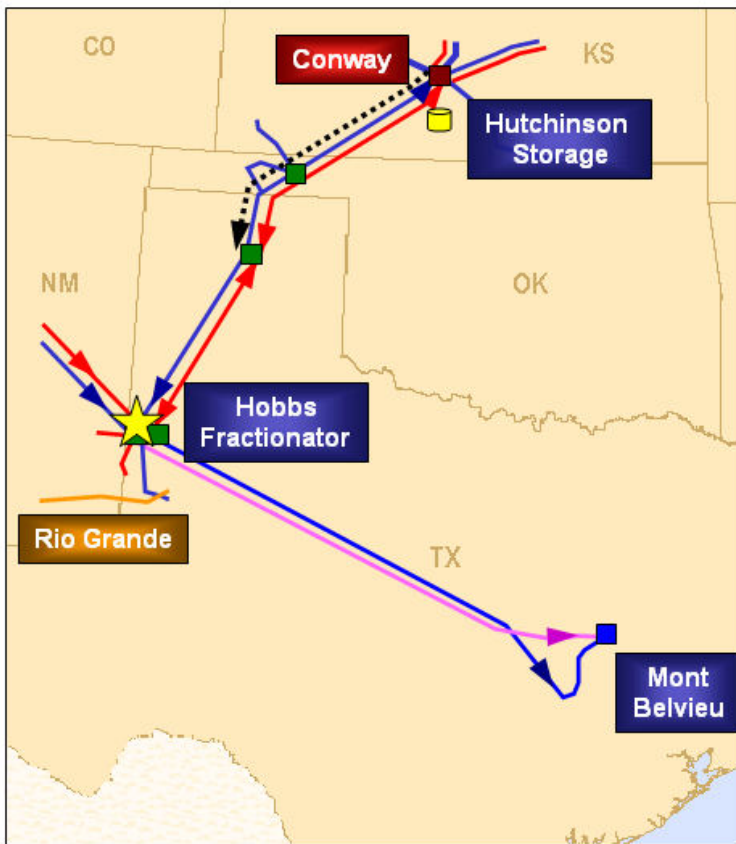 CO
KS
Conway
Hutchinson
Storage
NM
OK
Hobbs
Fractionator
Rio Grande
TX
Mont
Belvieu